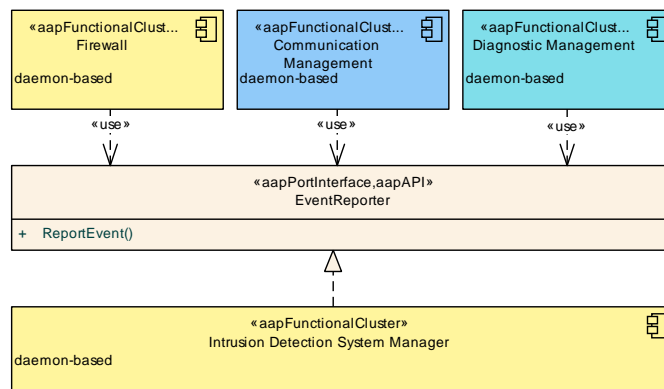 «aapFunctionalClust...
Firewall
daemon-based
«aapFunctionalClust...
Communication
Management
daemon-based
«aapFunctionalClust...
Diagnostic Management
daemon-based
«use»
«use»
«use»
«aapPortInterface,aapAPI»
EventReporter
+ ReportEvent()
«aapFunctionalCluster»
Intrusion Detection System Manager
daemon-based